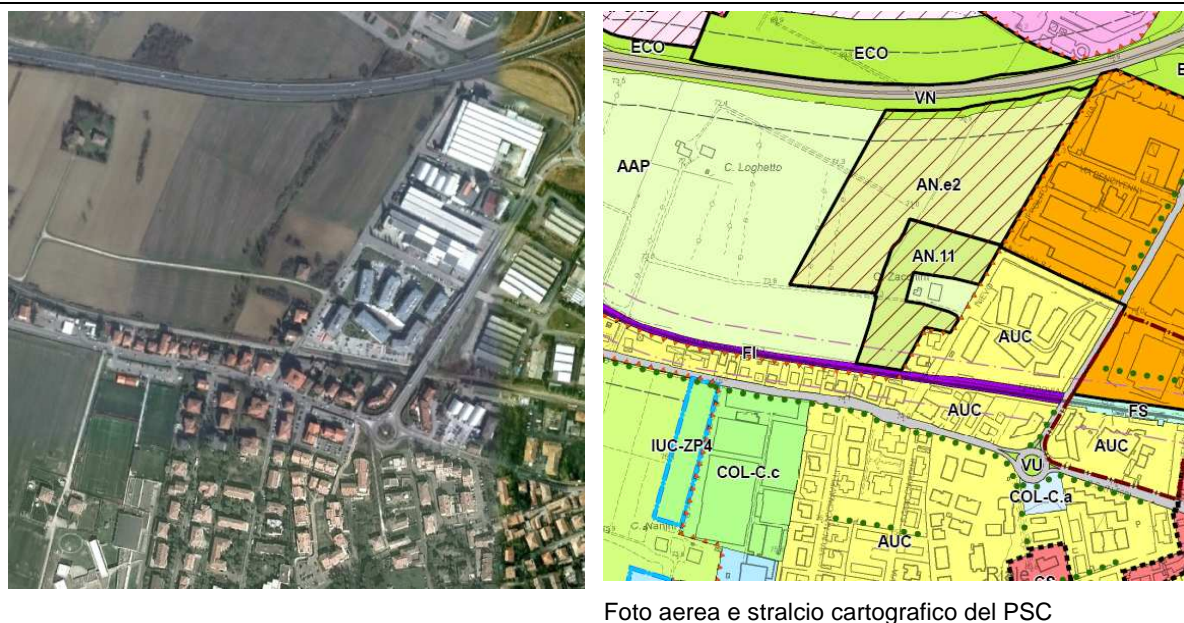 ECO
ECO
VN
AAP
C. Loghetto
AN.e2
AN.11
AUC
FI
AUC
FS
AUC
IUC-ZP4
COL-C.c
VU
COL-C.a
AUC
Riale
Foto aerea e stralcio cartografico del PSC